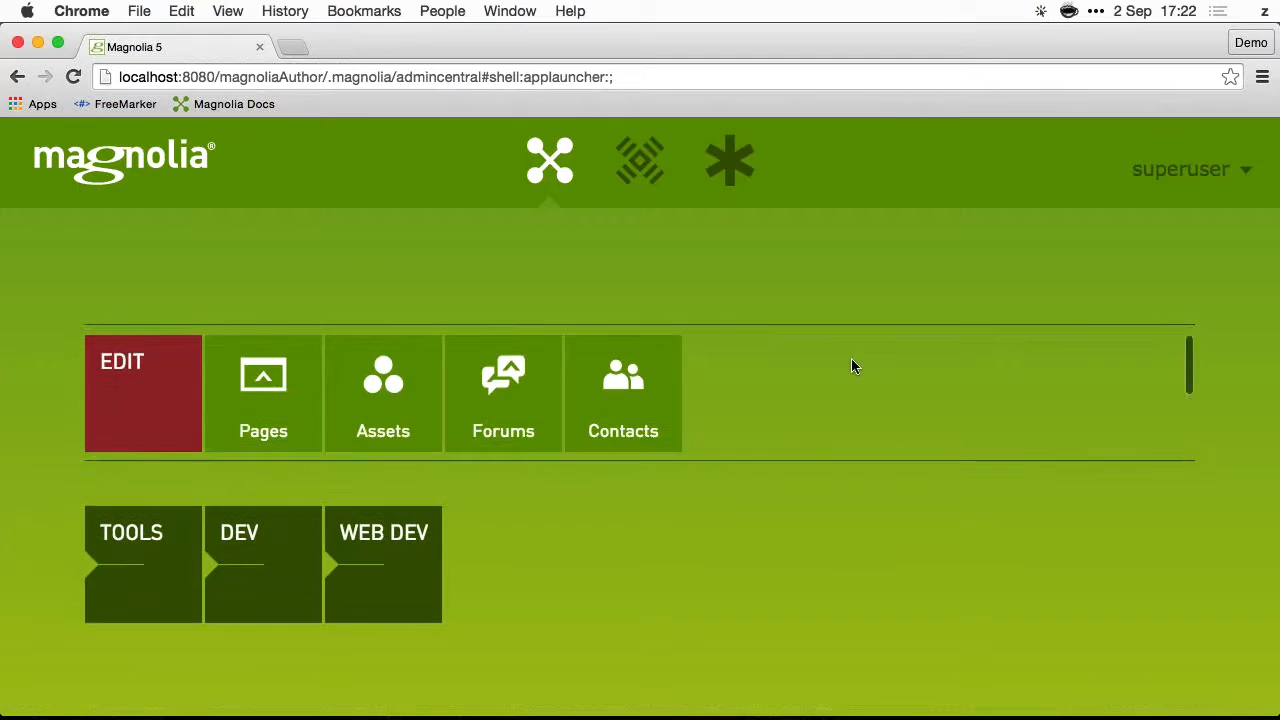 Chrome File Edit View History Bookmarks People Window Help 2 Sep 17:22 z
Magnolia 5 Demo
localhost:8080/magnoliaAuthor/.magnolia/admincentral#shell:applauncher:;
Apps <#> FreeMarker Magnolia Docs
magnolia®
superuser
EDIT
Pages Assets Forums Contacts
TOOLS DEV WEB DEV